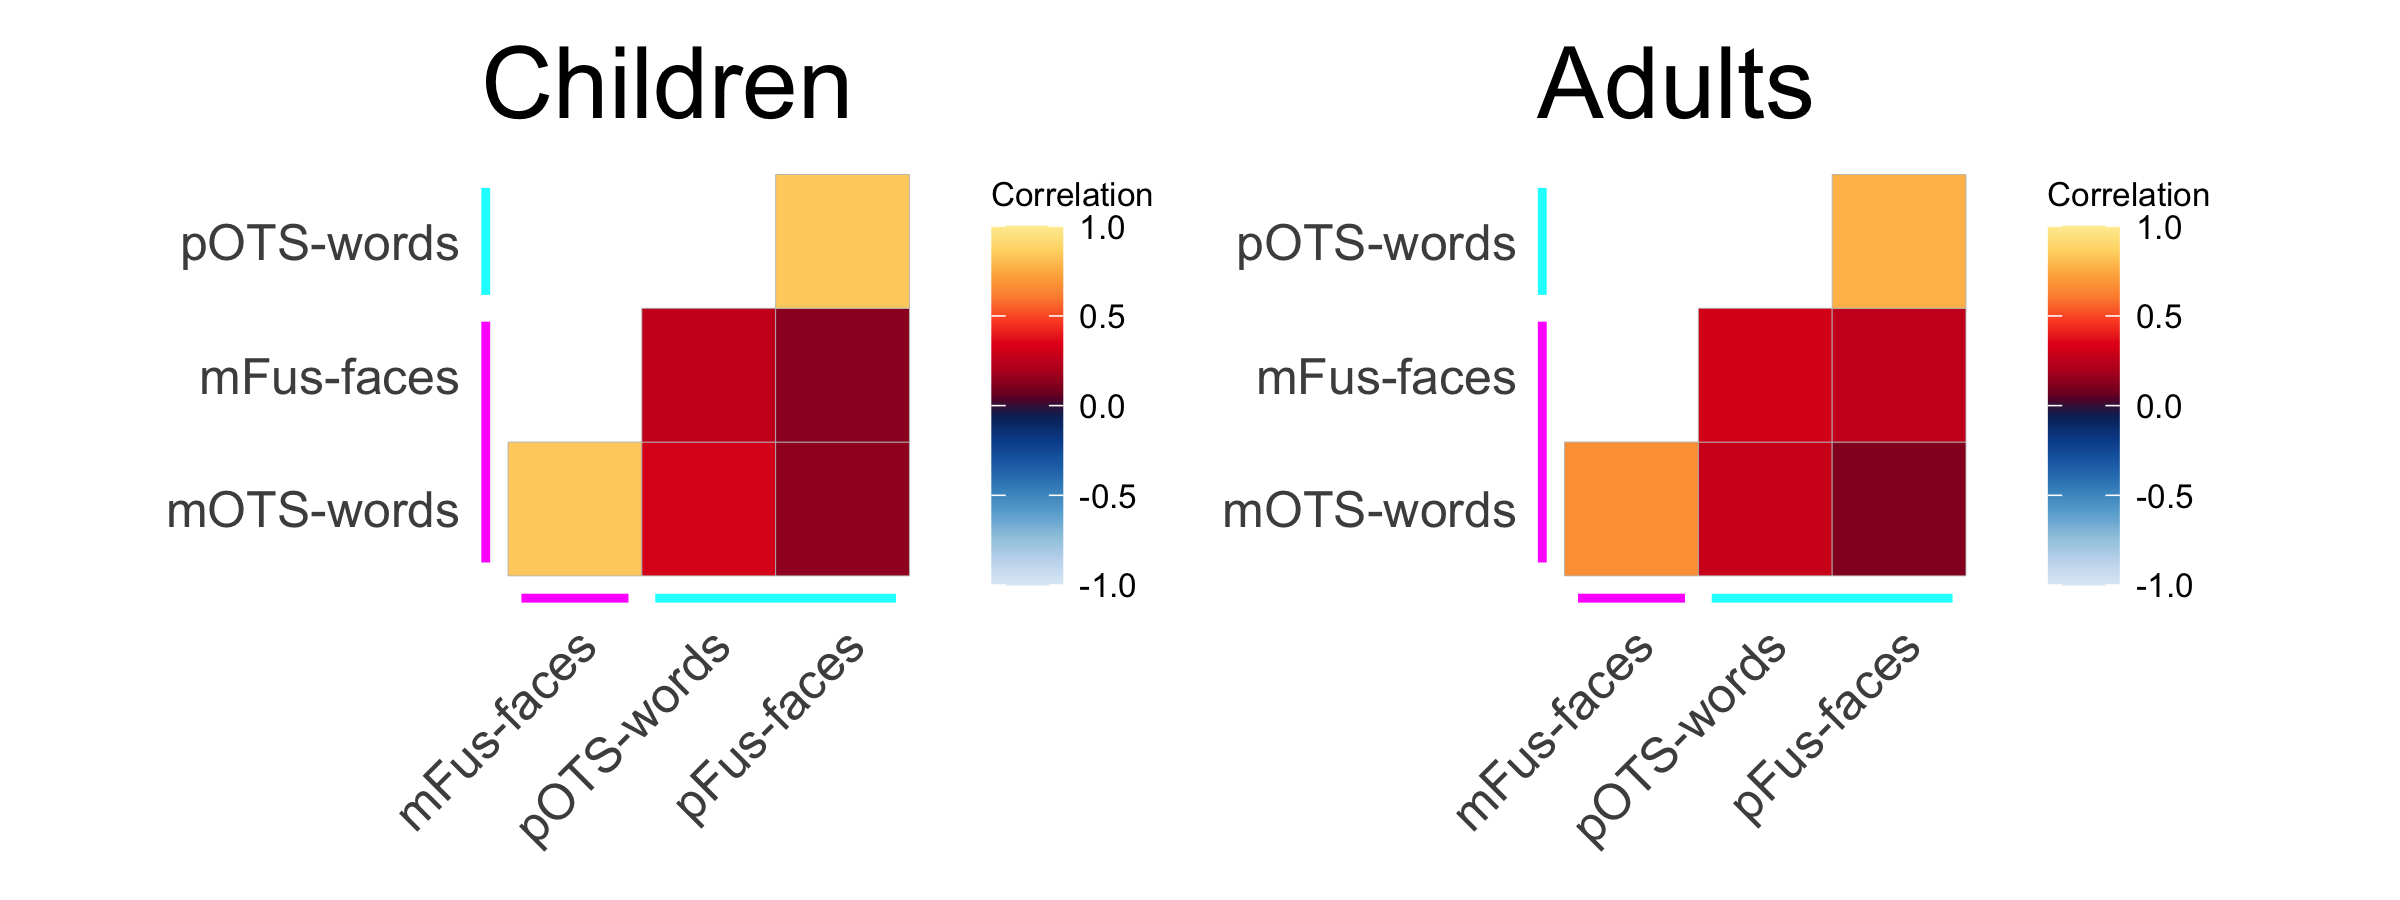 Children
pOTS-words
mFus-faces
mOTS-words
mFus-faces
pOTS-words
pFus-faces
Correlation
1.0
0.5
0.0
-0.5
-1.0
Adults
pOTS-words
mFus-faces
mOTS-words
mFus-faces
pOTS-words
pFus-faces
Correlation
1.0
0.5
0.0
-0.5
-1.0